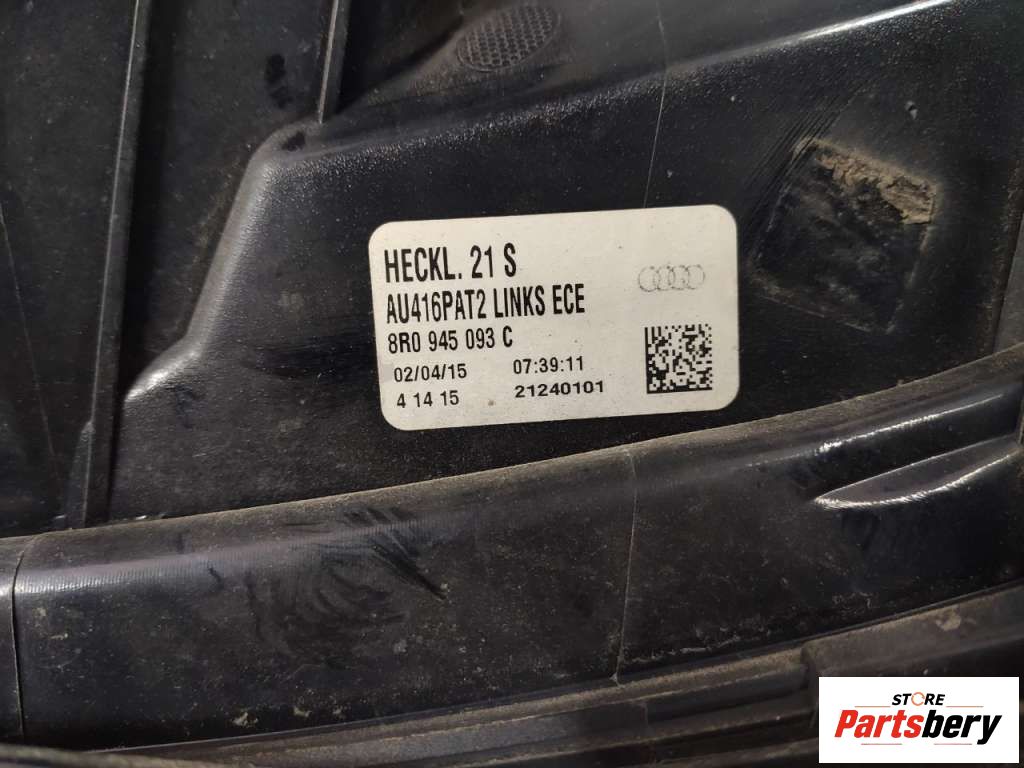 HECKL. 21 S
AU416PAT2 LINKS ECE
8R0 945 093 C
02/04/15 07:39:11
4 14 15 21240101
STORE
Partsbery